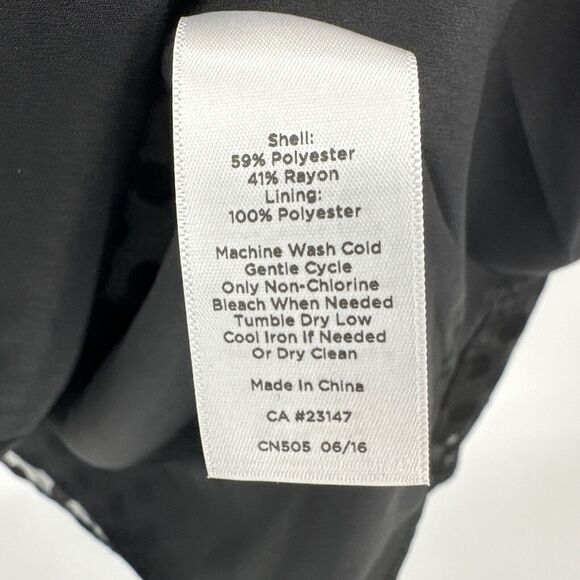 Shell:
59% Polyester
41% Rayon
Lining:
100% Polyester
Machine Wash Cold
Gentle Cycle
Only Non-Chlorine
Bleach When Needed
Tumble Dry Low
Cool Iron If Needed
Or Dry Clean
Made In China
CA #23147
CN505 06/16